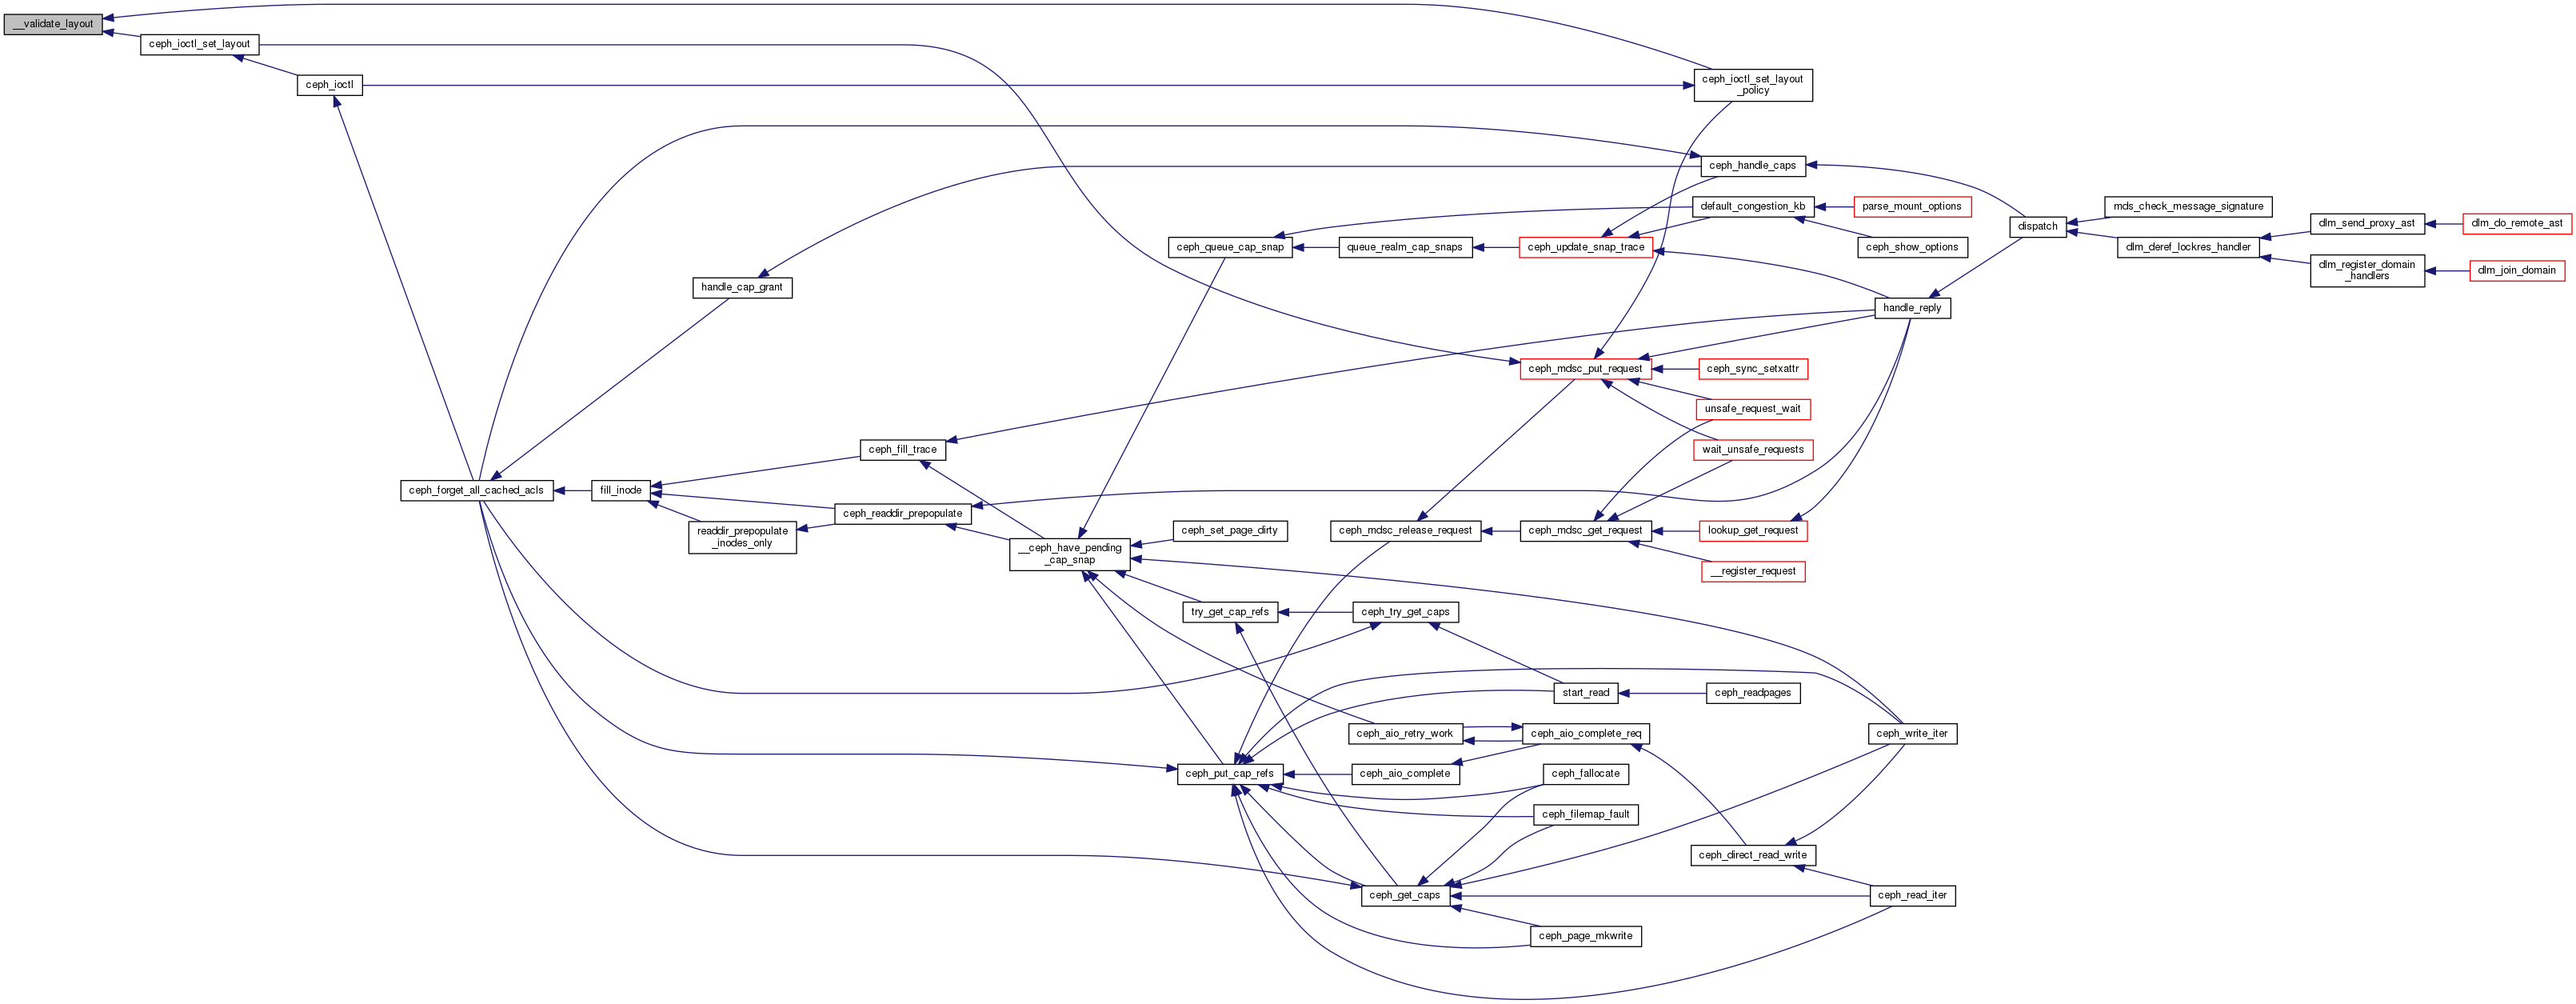 __validate_layout
ceph_ioctl_set_layout
ceph_ioctl
ceph_ioctl_set_layout
_policy
ceph_handle_caps
mds_check_message_signature
default_congestion_kb
parse_mount_options
dispatch
dlm_send_proxy_ast
dlm_do_remote_ast
ceph_queue_cap_snap
queue_realm_cap_snaps
ceph_update_snap_trace
ceph_show_options
dlm_deref_lockres_handler
dlm_register_domain
_handlers
dlm_join_domain
handle_cap_grant
handle_reply
ceph_mdsc_put_request
ceph_sync_setxattr
unsafe_request_wait
ceph_fill_trace
wait_unsafe_requests
ceph_forget_all_cached_acls
fill_inode
ceph_readdir_prepopulate
readdir_prepopulate
_inodes_only
ceph_set_page_dirty
ceph_mdsc_release_request
ceph_mdsc_get_request
lookup_get_request
__ceph_have_pending
_cap_snap
__register_request
try_get_cap_refs
ceph_try_get_caps
start_read
ceph_readpages
ceph_aio_retry_work
ceph_aio_complete_req
ceph_write_iter
ceph_put_cap_refs
ceph_aio_complete
ceph_fallocate
ceph_filemap_fault
ceph_direct_read_write
ceph_get_caps
ceph_read_iter
ceph_page_mkwrite